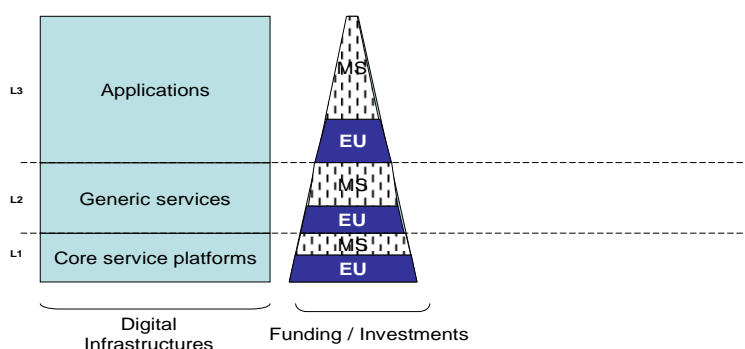 MS
L3
Applications
EU
MS
L2
Generic services
EU
MS
L1
Core service platforms
EU
Digital
Infrastructures
Funding / Investments